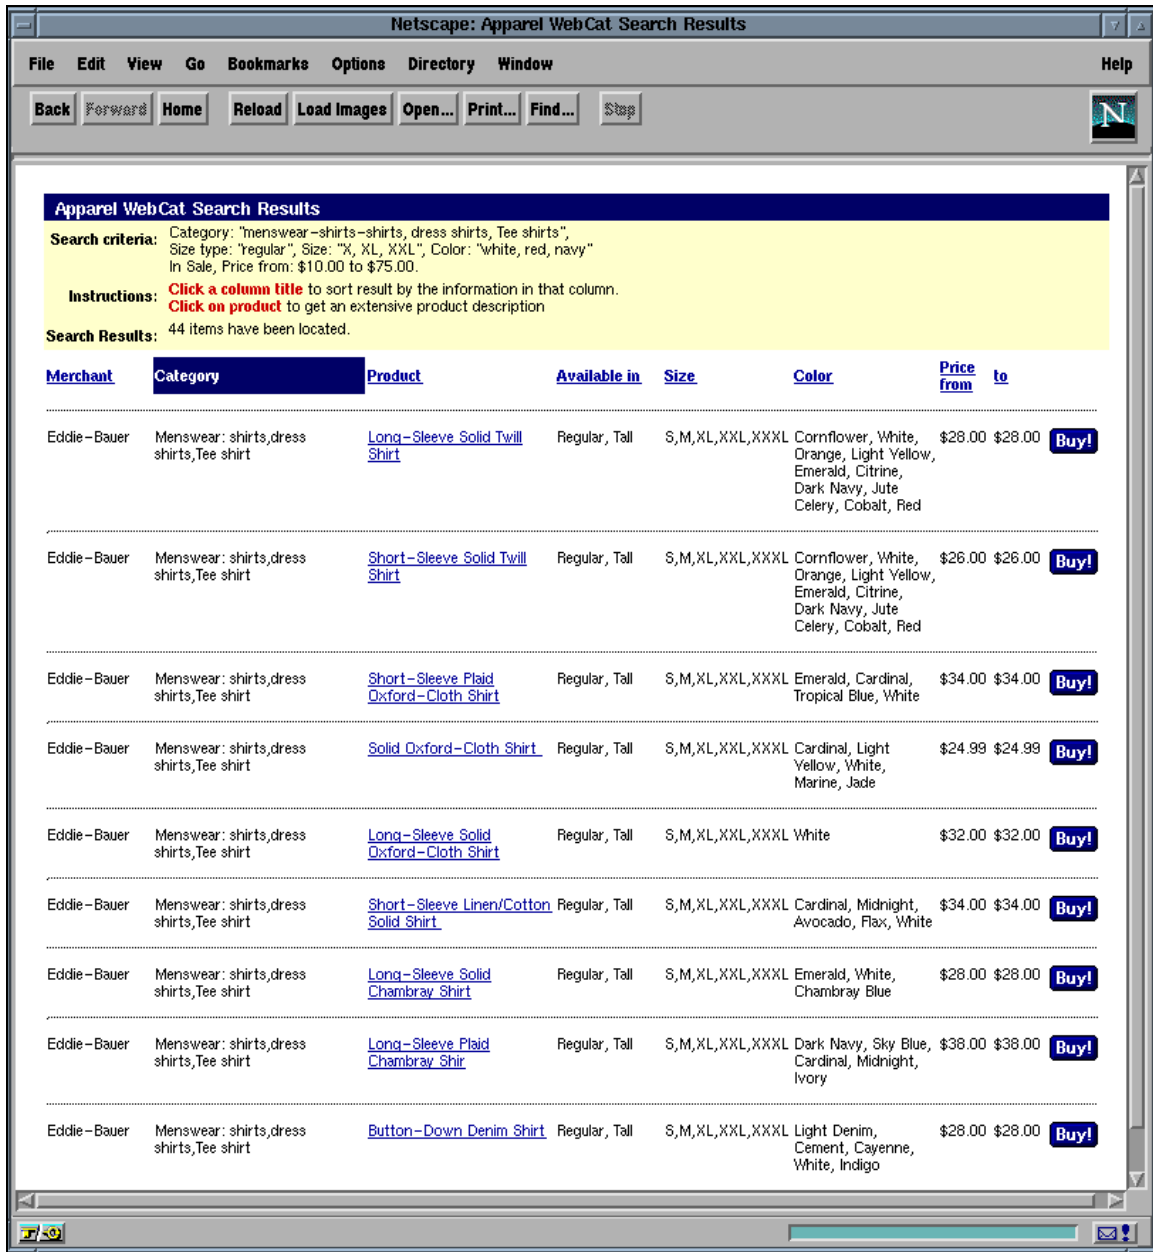 Netscape: Apparel WebCat Search Results
File Edit View Go Bookmarks Options Directory Window Help
Back Forward Home Reload Load Images Open... Print... Find... Stop
N
Apparel WebCat Search Results
Search criteria: Category: "menswear-shirts-shirts, dress shirts, Tee shirts",
Size type: "regular", Size: "X, XL, XXL", Color: "white, red, navy"
In Sale, Price from: $10.00 to $75.00.
Instructions: Click a column title to sort result by the information in that column.
Click on product to get an extensive product description
Search Results: 44 items have been located.
Merchant Category Product Available in Size Color Price from to
Eddie-Bauer Menswear: shirts,dress Long-Sleeve Solid Twill Regular, Tall S,M,XL,XXL,XXXL Cornflower, White, $28.00 $28.00 Buy!
shirts,Tee shirt Shirt Orange, Light Yellow,
Emerald, Citrine,
Dark Navy, Jute
Celery, Cobalt, Red
Eddie-Bauer Menswear: shirts,dress Short-Sleeve Solid Twill Regular, Tall S,M,XL,XXL,XXXL Cornflower, White, $26.00 $26.00 Buy!
shirts,Tee shirt Shirt Orange, Light Yellow,
Emerald, Citrine,
Dark Navy, Jute
Celery, Cobalt, Red
Eddie-Bauer Menswear: shirts,dress Short-Sleeve Plaid Regular, Tall S,M,XL,XXL,XXXL Emerald, Cardinal, $34.00 $34.00 Buy!
shirts,Tee shirt Oxford-Cloth Shirt Tropical Blue, White
Eddie-Bauer Menswear: shirts,dress Solid Oxford-Cloth Shirt Regular, Tall S,M,XL,XXL,XXXL Cardinal, Light $24.99 $24.99 Buy!
shirts,Tee shirt Yellow, White,
Marine, Jade
Eddie-Bauer Menswear: shirts,dress Long-Sleeve Solid Regular, Tall S,M,XL,XXL,XXXL White $32.00 $32.00 Buy!
shirts,Tee shirt Oxford-Cloth Shirt
Eddie-Bauer Menswear: shirts,dress Short-Sleeve Linen/Cotton Regular, Tall S,M,XL,XXL,XXXL Cardinal, Midnight, $34.00 $34.00 Buy!
shirts,Tee shirt Solid Shirt Avocado, Flax, White
Eddie-Bauer Menswear: shirts,dress Long-Sleeve Solid Regular, Tall S,M,XL,XXL,XXXL Emerald, White, $28.00 $28.00 Buy!
shirts,Tee shirt Chambray Shirt Chambray Blue
Eddie-Bauer Menswear: shirts,dress Long-Sleeve Plaid Regular, Tall S,M,XL,XXL,XXXL Dark Navy, Sky Blue, $38.00 $38.00 Buy!
shirts,Tee shirt Chambray Shir Cardinal, Midnight,
Ivory
Eddie-Bauer Menswear: shirts,dress Button-Down Denim Shirt Regular, Tall S,M,XL,XXL,XXXL Light Denim, $28.00 $28.00 Buy!
shirts,Tee shirt Cement, Cayenne,
White, Indigo